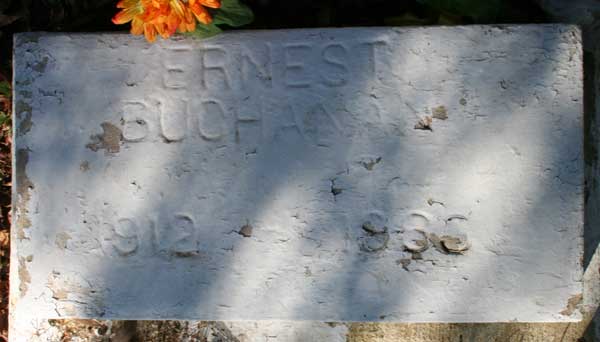 ERNEST
BUCHANAN
1912 -